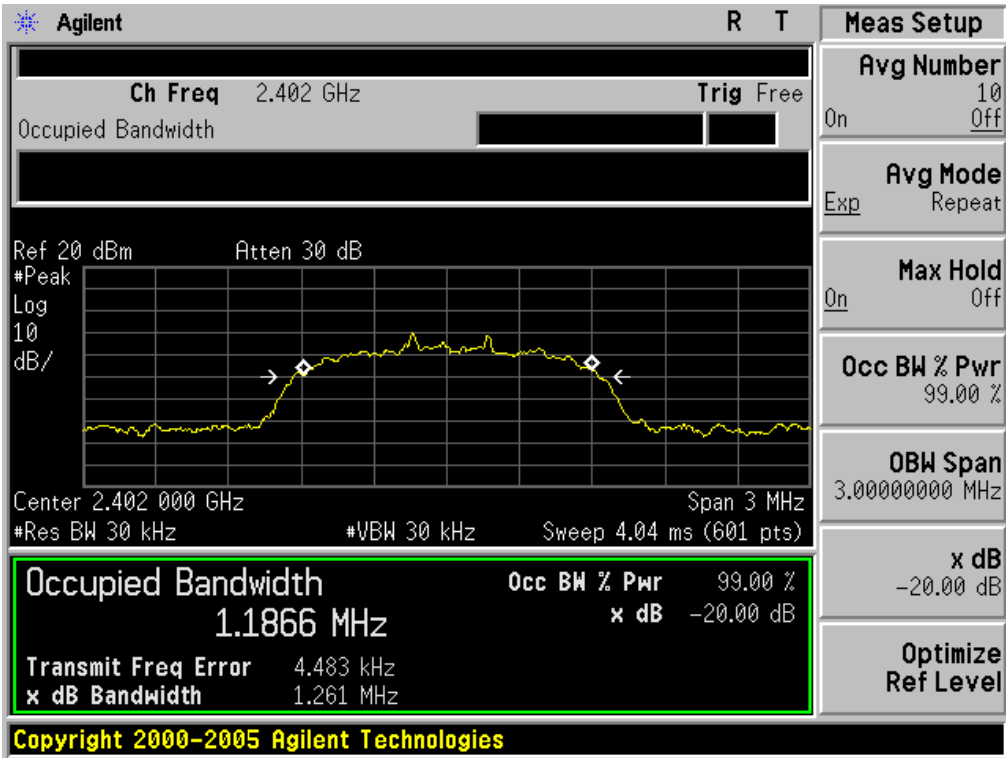 Agilent R T
Ch Freq 2.402 GHz Trig Free
Occupied Bandwidth
Ref 20 dBm Atten 30 dB
#Peak
Log
10
dB/
Center 2.402 000 GHz Span 3 MHz
#Res BW 30 kHz #VBW 30 kHz Sweep 4.04 ms (601 pts)
Occupied Bandwidth Occ BW % Pwr 99.00 %
1.1866 MHz x dB -20.00 dB
Transmit Freq Error 4.483 kHz
x dB Bandwidth 1.261 MHz
Copyright 2000-2005 Agilent Technologies
Meas Setup
Avg Number
10
On Off
Avg Mode
Exp Repeat
Max Hold
On Off
Occ BW % Pwr
99.00 %
OBW Span
3.00000000 MHz
x dB
-20.00 dB
Optimize
Ref Level